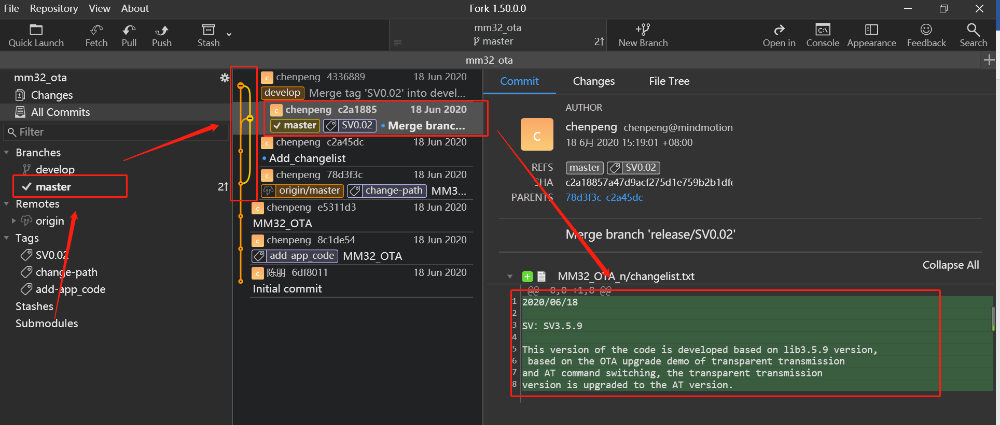 File Repository View About
Fork 1.50.0.0
Quick Launch Fetch Pull Push Stash
mm32_ota
master 2↑
New Branch Open in Console Appearance Feedback Search
mm32_ota
mm32_ota
Changes
All Commits
Filter
Branches
develop
master 2↑
Remotes
origin
Tags
SV0.02
change-path
add-app_code
Stashes
Submodules
c chenpeng 4336889 18 Jun 2020
develop Merge tag 'SV0.02' into devel...
c chenpeng c2a1885 18 Jun 2020
master SV0.02 Merge branc...
c chenpeng c2a45dc 18 Jun 2020
Add_changelist
c chenpeng 78d3f3c 18 Jun 2020
origin/master change-path MM3...
c chenpeng e5311d3 18 Jun 2020
MM32_OTA
c chenpeng 8c1de54 18 Jun 2020
add-app_code MM32_OTA
c 陈朋 6df8011 18 Jun 2020
Initial commit
Commit Changes File Tree
AUTHOR
C
chenpeng chenpeng@mindmotion
18 6月 2020 15:19:01 +08:00
REFS master SV0.02
SHA c2a18857a47d9acf275d1e759b2b1dfc
PARENTS 78d3f3c c2a45dc
Merge branch 'release/SV0.02'
Collapse All
MM32_OTA_n/changelist.txt
@@ -0,0 +1,8 @@
1 2020/06/18
2
3 SV: SV3.5.9
4
5 This version of the code is developed based on lib3.5.9 version,
6 based on the OTA upgrade demo of transparent transmission
7 and AT command switching, the transparent transmission
8 version is upgraded to the AT version.